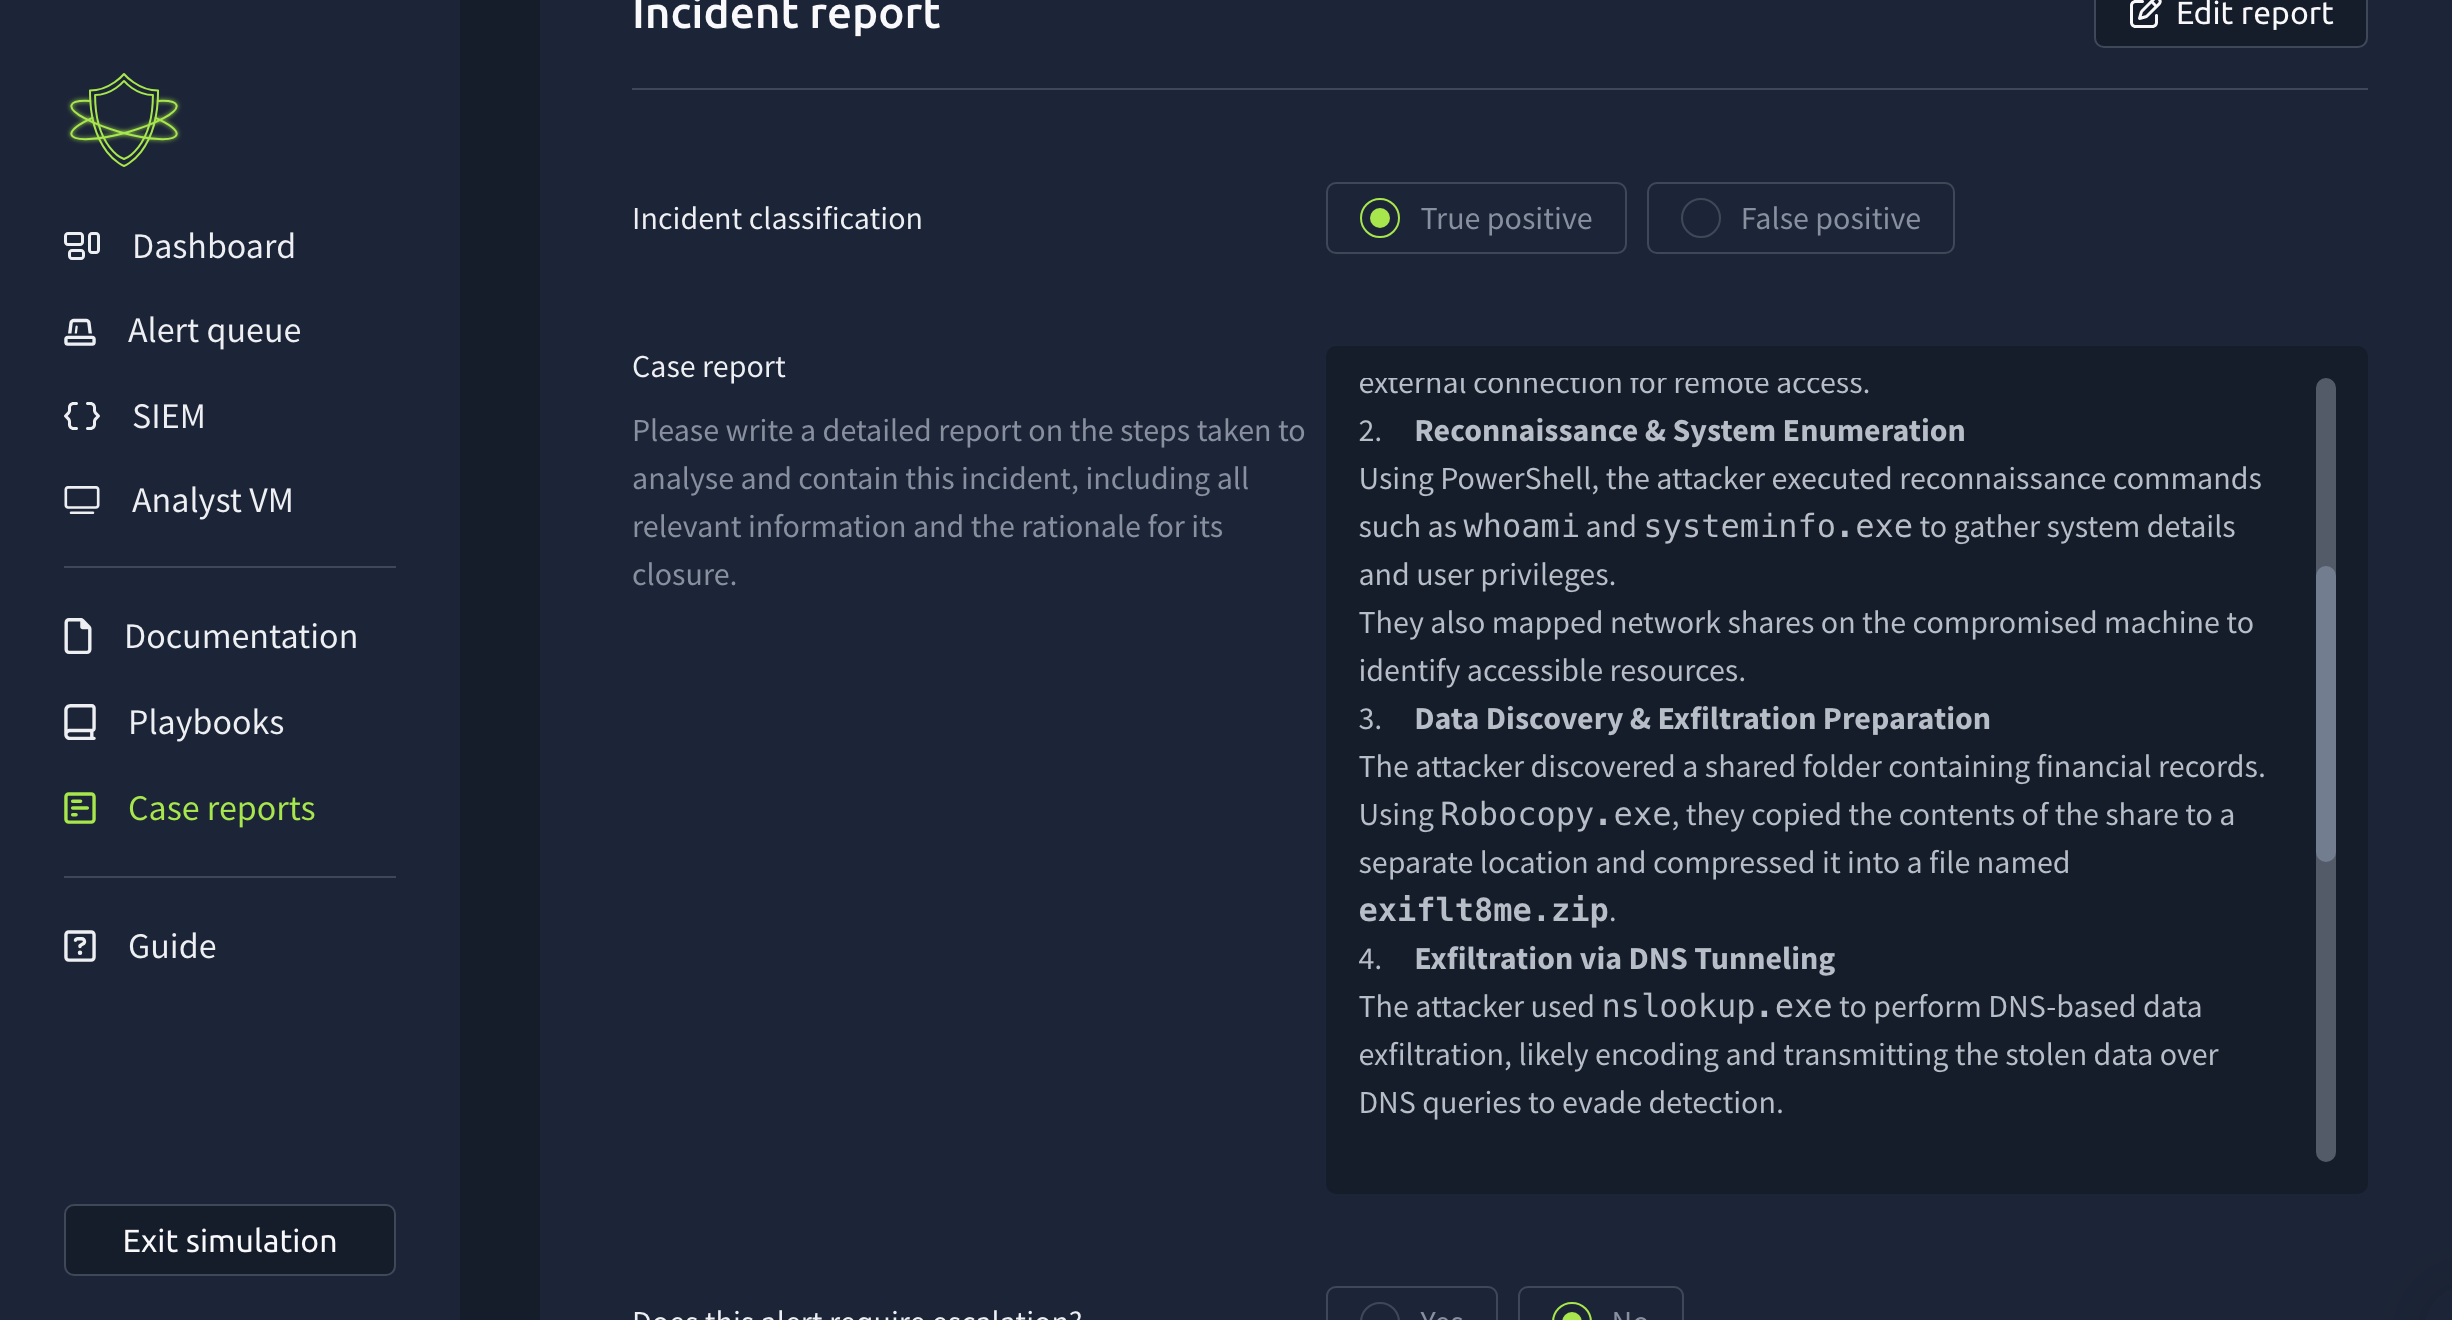 Incident report
Edit report
Dashboard
Alert queue
SIEM
Analyst VM
Documentation
Playbooks
Case reports
Guide
Exit simulation
Incident classification
True positive
False positive
Case report
Please write a detailed report on the steps taken to
analyse and contain this incident, including all
relevant information and the rationale for its
closure.
external connection for remote access.
2. Reconnaissance & System Enumeration
Using PowerShell, the attacker executed reconnaissance commands
such as whoami and systeminfo.exe to gather system details
and user privileges.
They also mapped network shares on the compromised machine to
identify accessible resources.
3. Data Discovery & Exfiltration Preparation
The attacker discovered a shared folder containing financial records.
Using Robocopy.exe, they copied the contents of the share to a
separate location and compressed it into a file named
exiflt8me.zip.
4. Exfiltration via DNS Tunneling
The attacker used nslookup.exe to perform DNS-based data
exfiltration, likely encoding and transmitting the stolen data over
DNS queries to evade detection.
Does this alert require escalation?
Yes
No